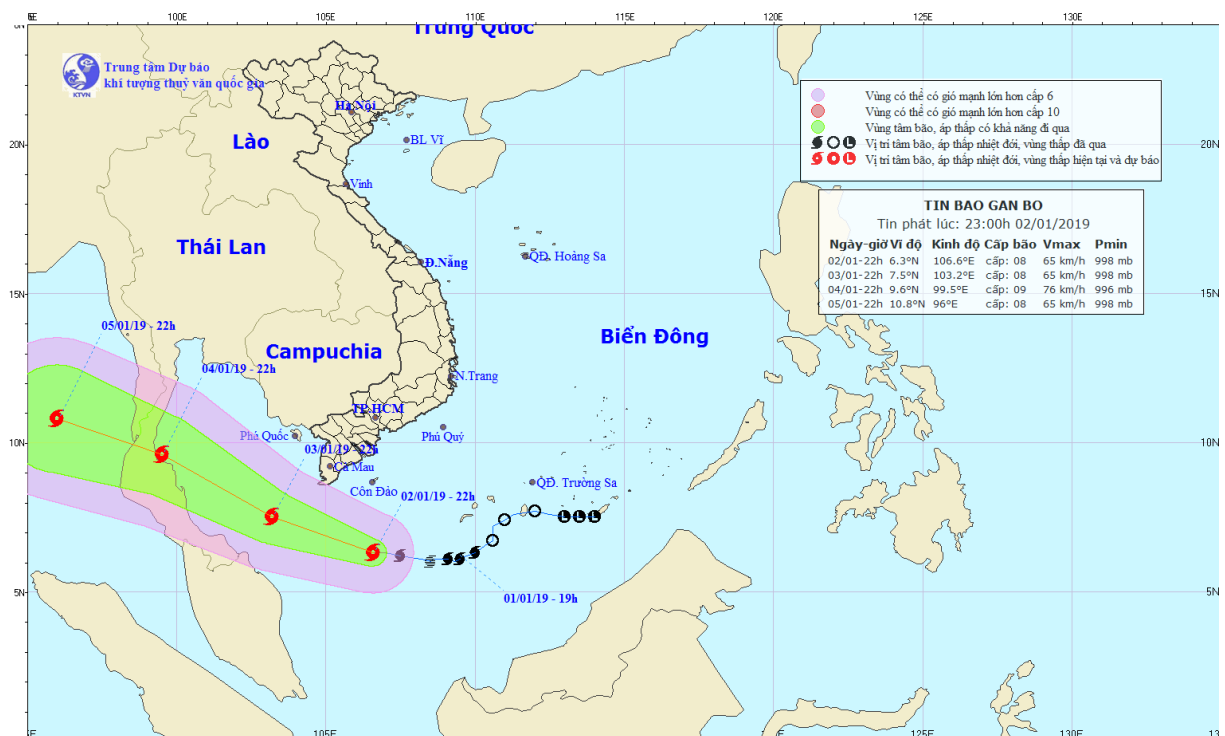 100E 105E 110E 115E 120E 125E 130E
Trung Quốc
Trung tâm Dự báo
khí tượng thuỷ văn quốc gia
KTVN
Vùng có thể có gió mạnh lớn hơn cấp 6
Vùng có thể có gió mạnh lớn hơn cấp 10
Vùng tâm bão, áp thấp có khả năng đi qua
Vị trí tâm bão, áp thấp nhiệt đới, vùng thấp đã qua
Vị trí tâm bão, áp thấp nhiệt đới, vùng thấp hiện tại và dự báo
Hà Nội
Lào
BL Vĩ
20N
Vinh
TIN BAO GAN BO
Tin phát lúc: 23:00h 02/01/2019
Ngày-giờ Vĩ độ Kinh độ Cấp bão Vmax Pmin
02/01-22h 6.3°N 106.6°E cấp: 08 65 km/h 998 mb
03/01-22h 7.5°N 103.2°E cấp: 08 65 km/h 998 mb
04/01-22h 9.6°N 99.5°E cấp: 09 76 km/h 996 mb
05/01-22h 10.8°N 96°E cấp: 08 65 km/h 998 mb
Thái Lan
Đ.Nẵng
QĐ. Hoàng Sa
15N 15N
05/01/19 - 22h
Biển Đông
Campuchia
04/01/19 - 22h
N.Trang
TP.HCM
Phú Quốc
Phú Quý
10N 10N
03/01/19 - 22h
Cà Mau
Côn Đảo
QĐ. Trường Sa
02/01/19 - 22h
5N 5N
01/01/19 - 19h
100E 105E 110E 115E 120E 125E 130E